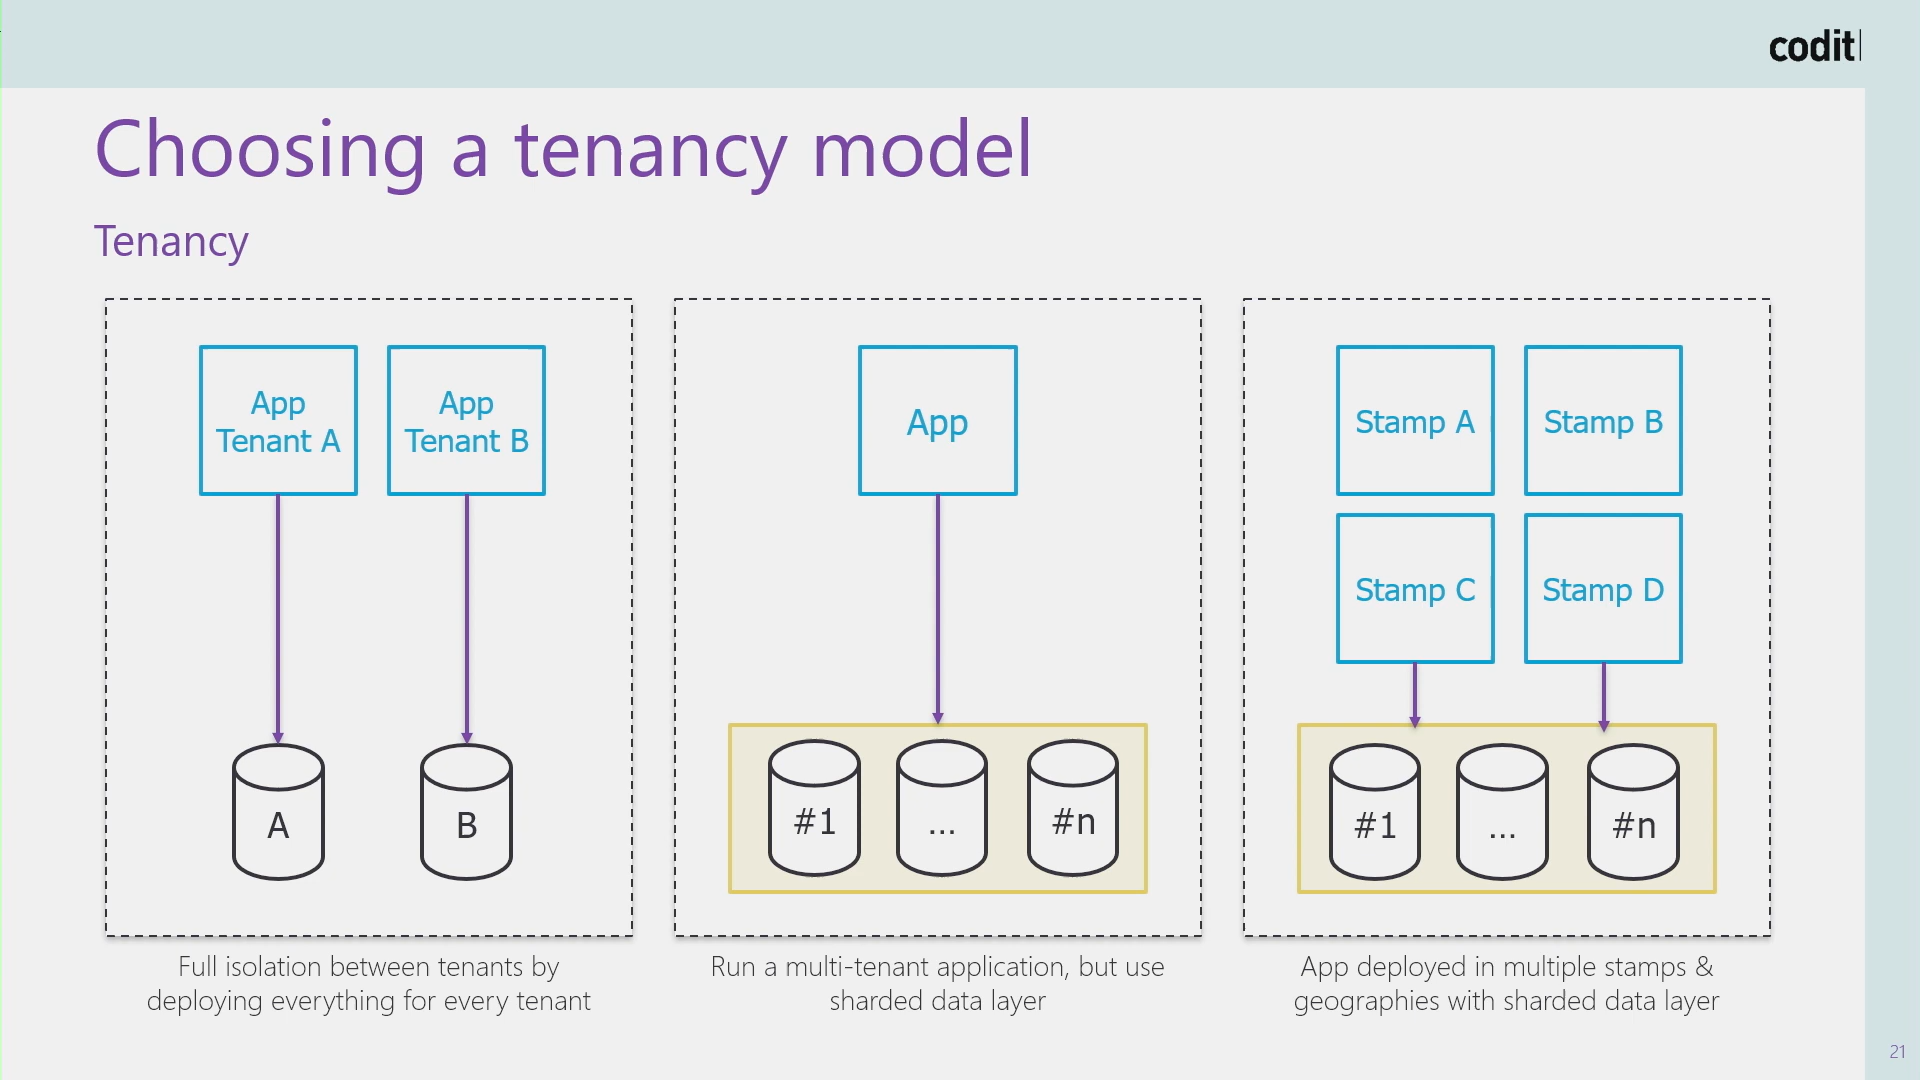 codit
Choosing a tenancy model
Tenancy
App
Tenant A
App
Tenant B
A
B
Full isolation between tenants by
deploying everything for every tenant
App
#1
...
#n
Run a multi-tenant application, but use
sharded data layer
Stamp A
Stamp B
Stamp C
Stamp D
#1
...
#n
App deployed in multiple stamps &
geographies with sharded data layer
21